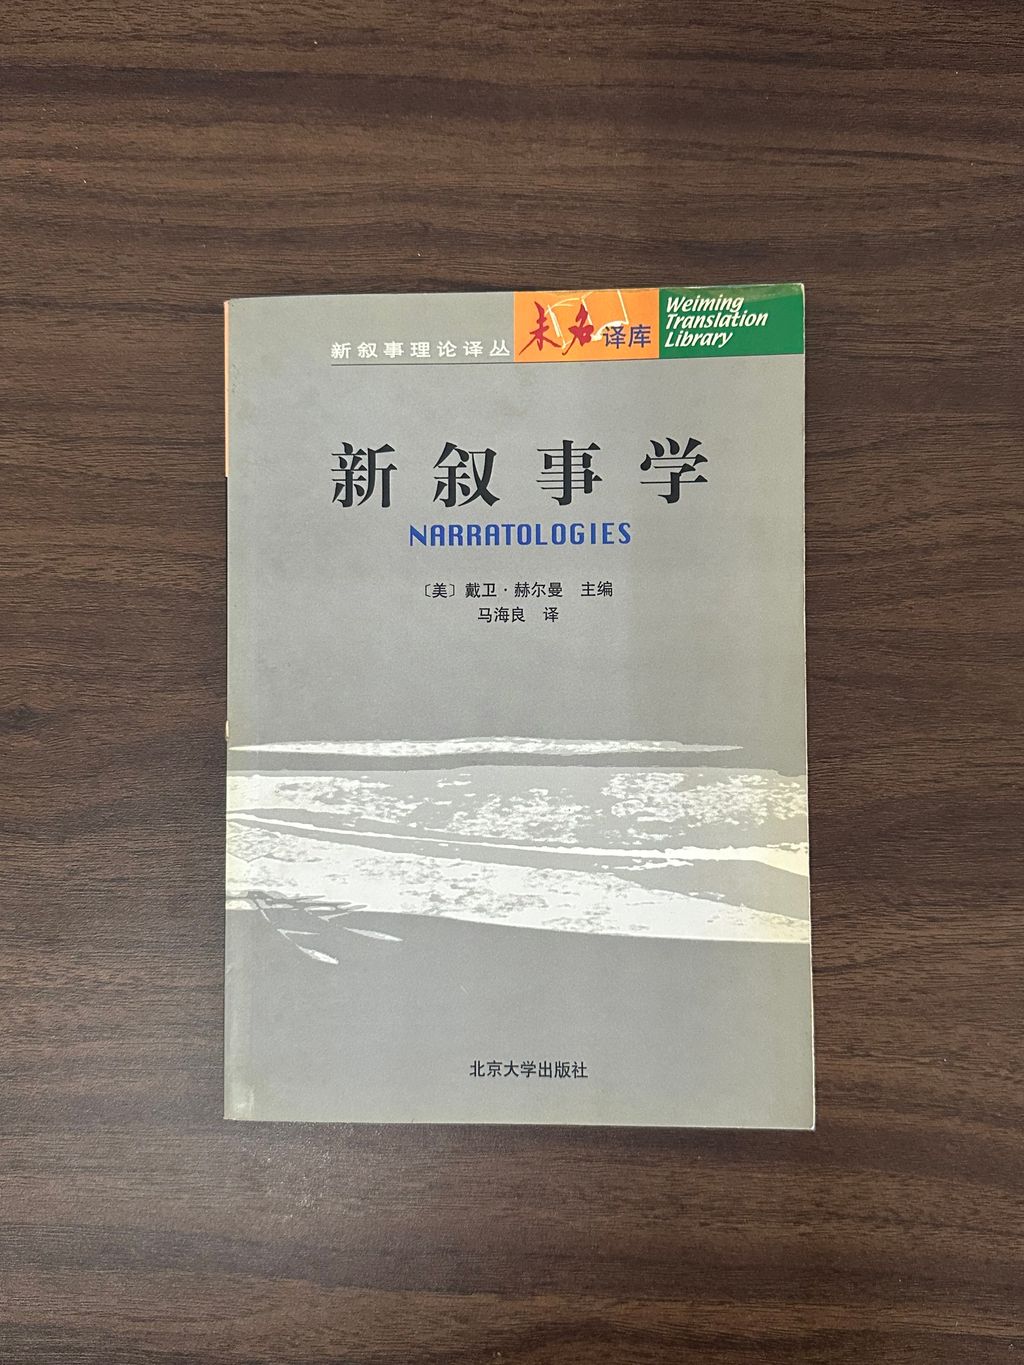 新叙事理论译丛
未名译库
Weiming
Translation
Library
新叙事学
NARRATOLOGIES
〔美〕戴卫·赫尔曼 主编
马海良 译
北京大学出版社